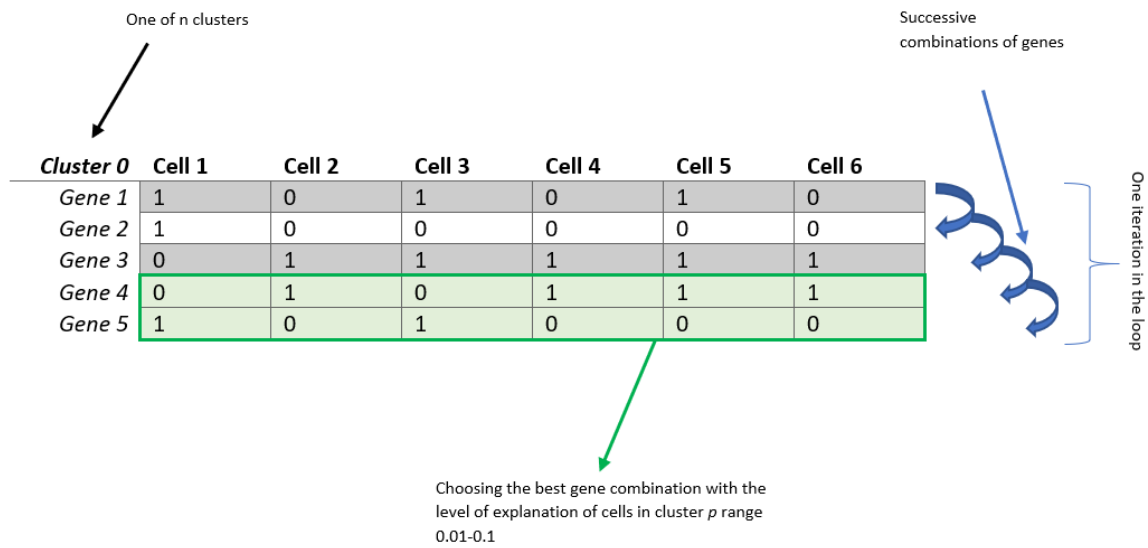 One of n clusters
Successive
combinations of genes
Cluster 0 Cell 1 Cell 2 Cell 3 Cell 4 Cell 5 Cell 6
Gene 1 1 0 1 0 1 0
Gene 2 1 0 0 0 0 0
Gene 3 0 1 1 1 1 1
Gene 4 0 1 0 1 1 1
Gene 5 1 0 1 0 0 0
One iteration in the loop
Choosing the best gene combination with the
level of explanation of cells in cluster p range
0.01-0.1